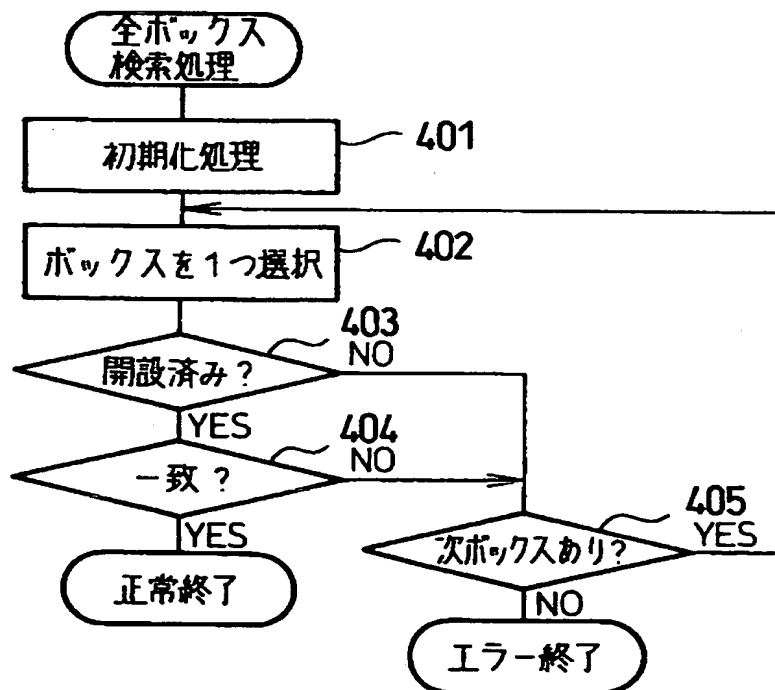 全ボックス
検索処理
初期化処理
401
ボックスを1つ選択
402
403
開設済み?
NO
YES
404
一致?
NO
YES
405
次ボックスあり?
YES
正常終了
NO
エラー終了